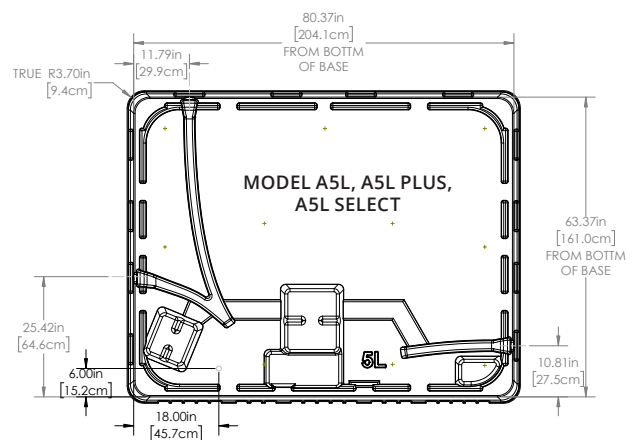 80.37in
[204.1cm]
FROM BOTTM
OF BASE
11.79in
[29.9cm]
TRUE R3.70in
[9.4cm]
MODEL A5L, A5L PLUS,
A5L SELECT
63.37in
[161.0cm]
FROM BOTTM
OF BASE
25.42in
[64.6cm]
6.00in
[15.2cm]
5L
10.81in
[27.5cm]
18.00in
[45.7cm]